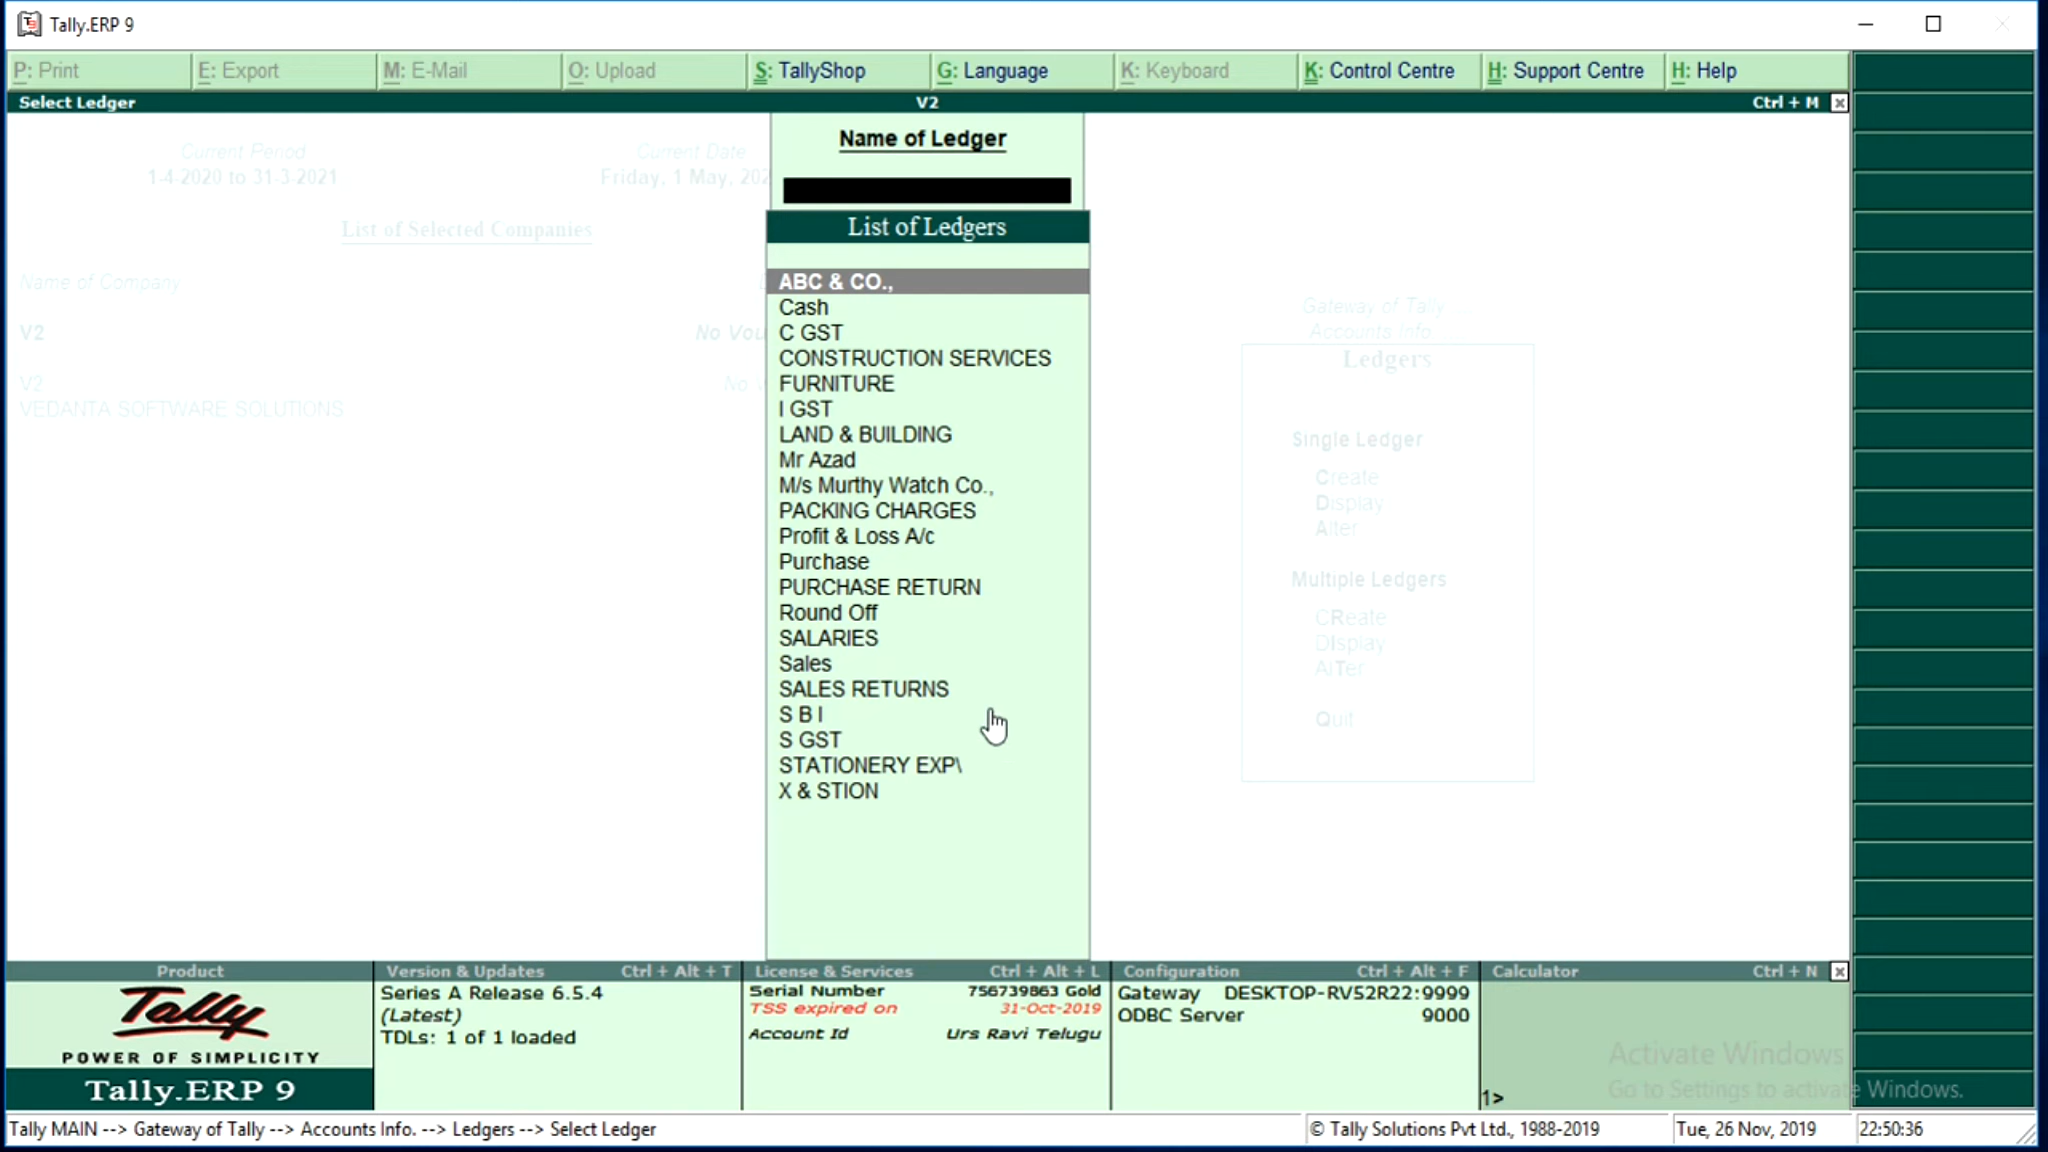 Tally.ERP 9
P: Print
E: Export
M: E-Mail
O: Upload
S: TallyShop
G: Language
K: Keyboard
K: Control Centre
H: Support Centre
H: Help
Select Ledger
V2
Ctrl + M
Current Period
1-4-2020 to 31-3-2021
Current Date
Friday, 1 May, 202
List of Selected Companies
Name of Company
V2
No Vou
V2
VEDANTA SOFTWARE SOLUTIONS
Name of Ledger
List of Ledgers
ABC & CO.,
Cash
C GST
CONSTRUCTION SERVICES
FURNITURE
I GST
LAND & BUILDING
Mr Azad
M/s Murthy Watch Co.,
PACKING CHARGES
Profit & Loss A/c
Purchase
PURCHASE RETURN
Round Off
SALARIES
Sales
SALES RETURNS
S B I
S GST
STATIONERY EXP\
X & STION
Gateway of Tally
Accounts Info.
Ledgers
Single Ledger
Create
Display
Alter
Multiple Ledgers
CReate
DIsplay
AlTer
Quit
Product
Tally
POWER OF SIMPLICITY
Tally.ERP 9
Version & Updates Ctrl + Alt + T
Series A Release 6.5.4
(Latest)
TDLs: 1 of 1 loaded
License & Services Ctrl + Alt + L
Serial Number 756739863 Gold
TSS expired on 31-Oct-2019
Account Id Urs Ravi Telugu
Configuration Ctrl + Alt + F
Gateway DESKTOP-RV52R22:9999
ODBC Server 9000
Calculator Ctrl + N
1>
Activate Windows
Go to Settings to activate Windows.
Tally MAIN --> Gateway of Tally --> Accounts Info. --> Ledgers --> Select Ledger
© Tally Solutions Pvt Ltd., 1988-2019
Tue, 26 Nov, 2019
22:50:36